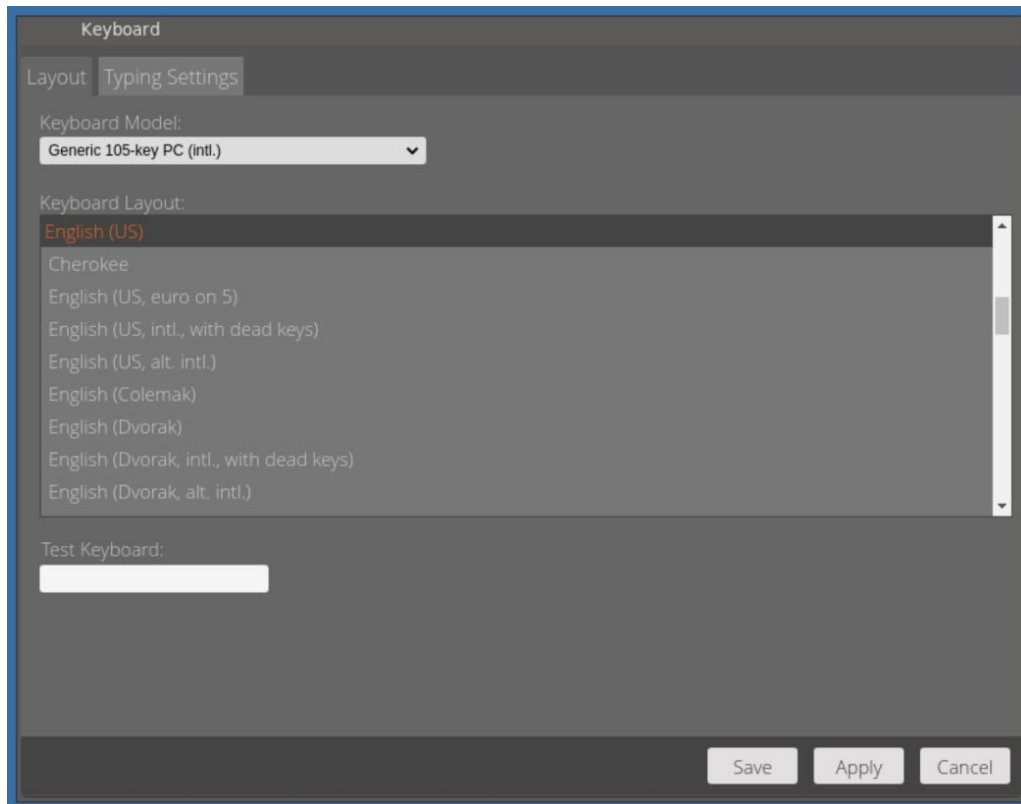 Keyboard
Layout Typing Settings
Keyboard Model:
Generic 105-key PC (intl.)
Keyboard Layout:
English (US)
Cherokee
English (US, euro on 5)
English (US, intl., with dead keys)
English (US, alt. intl.)
English (Colemak)
English (Dvorak)
English (Dvorak, intl., with dead keys)
English (Dvorak, alt. intl.)
Test Keyboard:
Save Apply Cancel